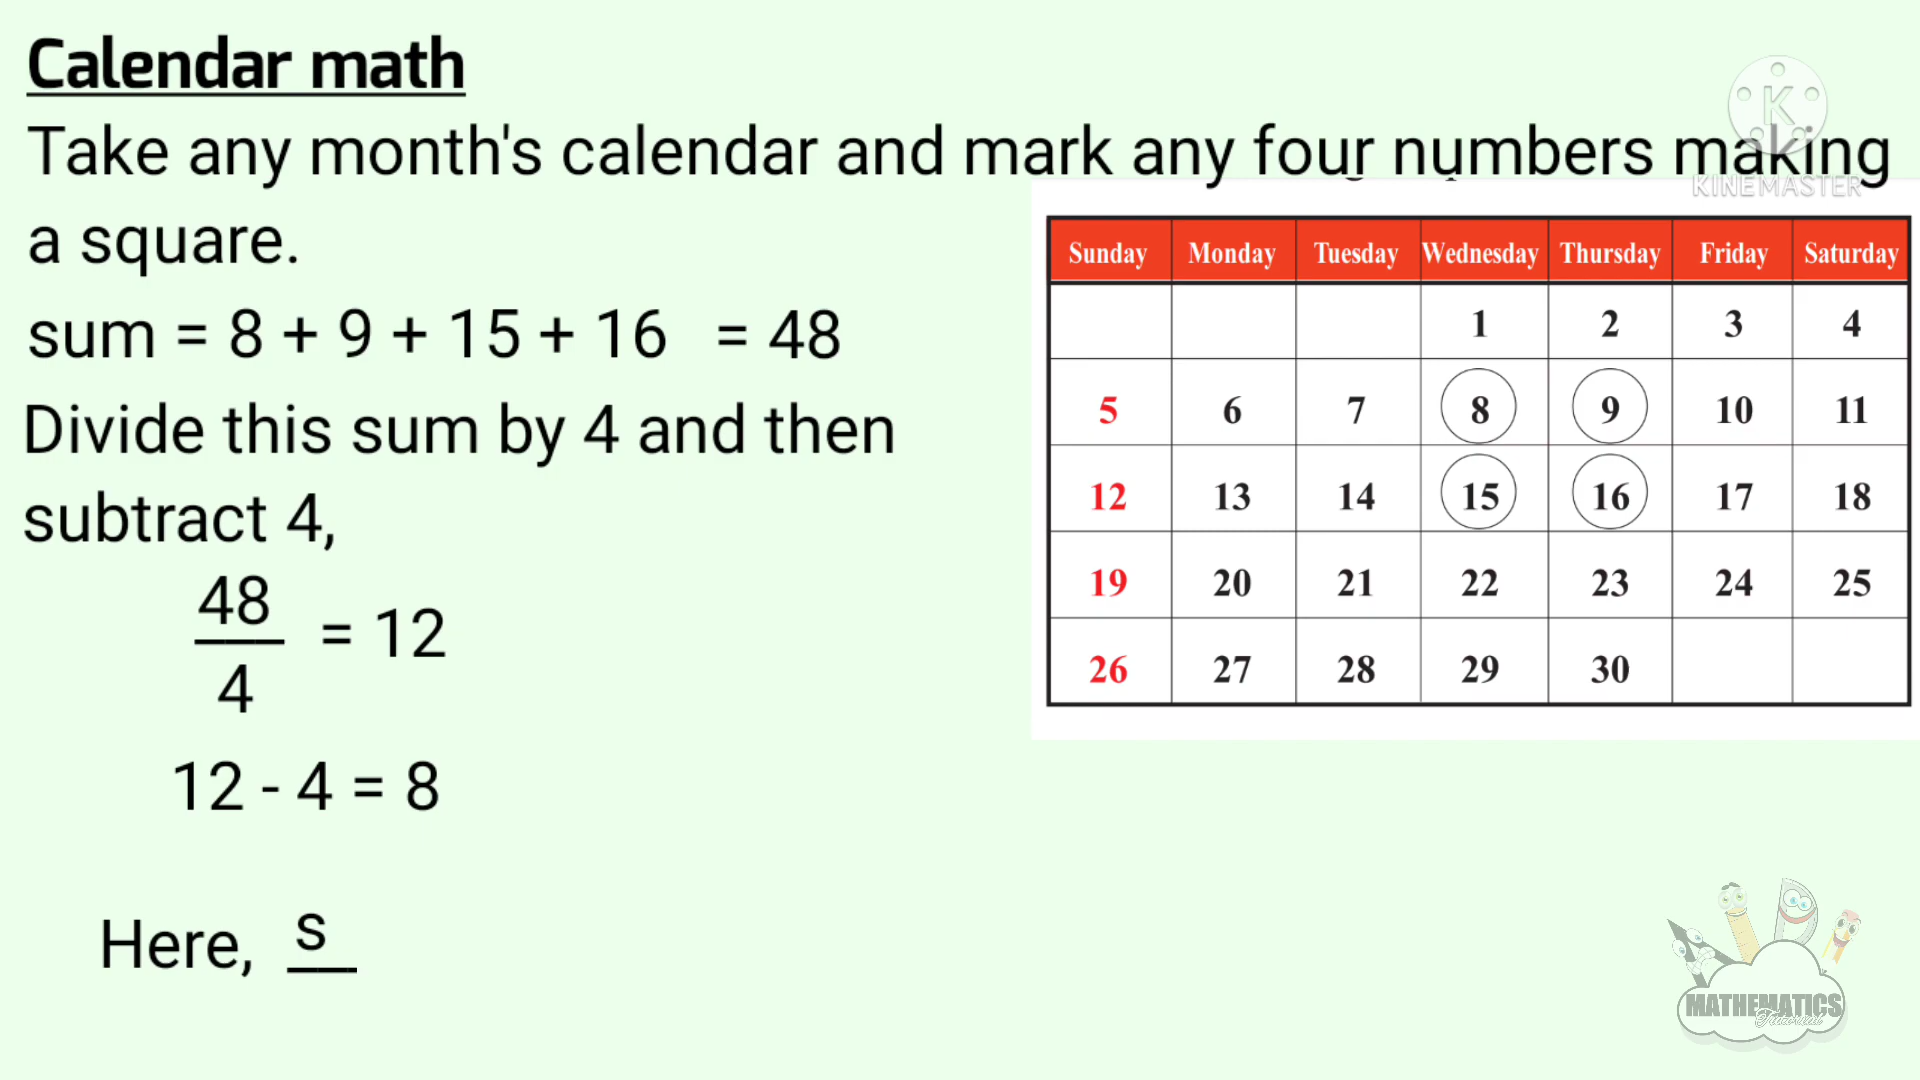 Calendar math
Take any month's calendar and mark any four numbers making
a square.
sum = 8 + 9 + 15 + 16 = 48
Divide this sum by 4 and then
subtract 4,
48
4
= 12
12 - 4 = 8
Here, s
KINEMASTER
Sunday Monday Tuesday Wednesday Thursday Friday Saturday
1 2 3 4
5 6 7 8 9 10 11
12 13 14 15 16 17 18
19 20 21 22 23 24 25
26 27 28 29 30
MATHEMATICS
Tutorial